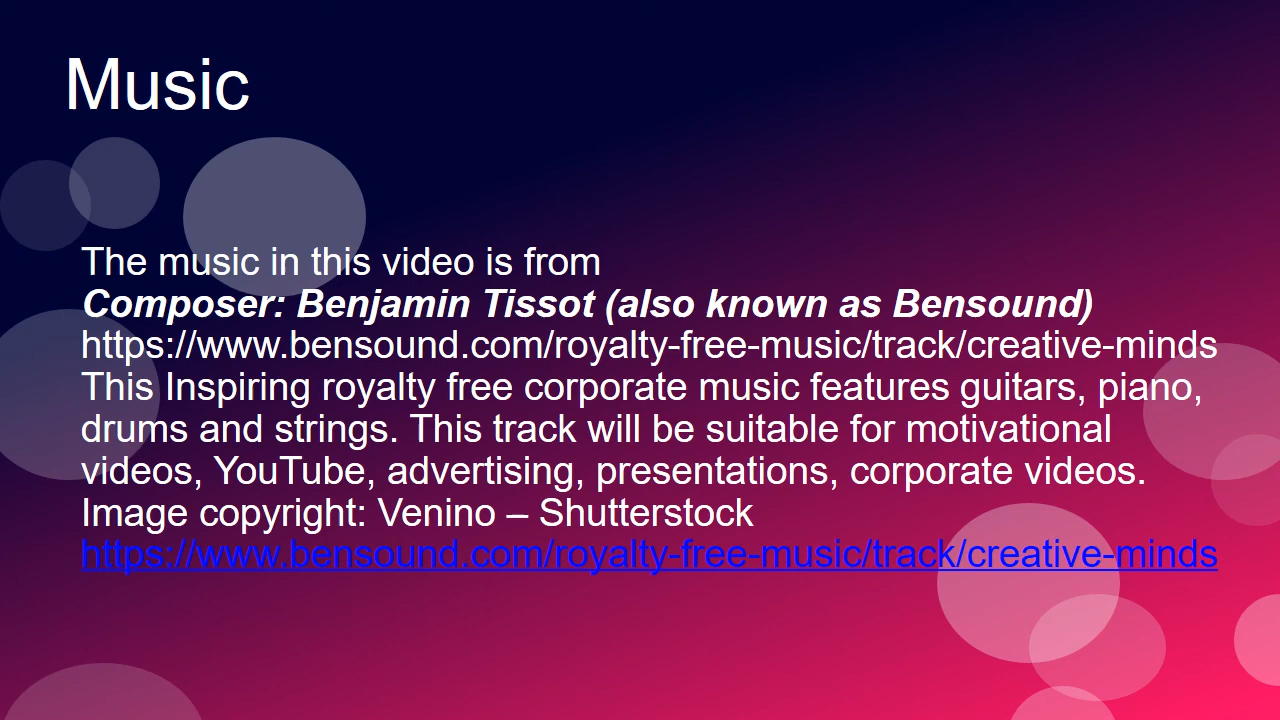 Music
The music in this video is from
Composer: Benjamin Tissot (also known as Bensound)
https://www.bensound.com/royalty-free-music/track/creative-minds
This Inspiring royalty free corporate music features guitars, piano,
drums and strings. This track will be suitable for motivational
videos, YouTube, advertising, presentations, corporate videos.
Image copyright: Venino – Shutterstock
https://www.bensound.com/royalty-free-music/track/creative-minds